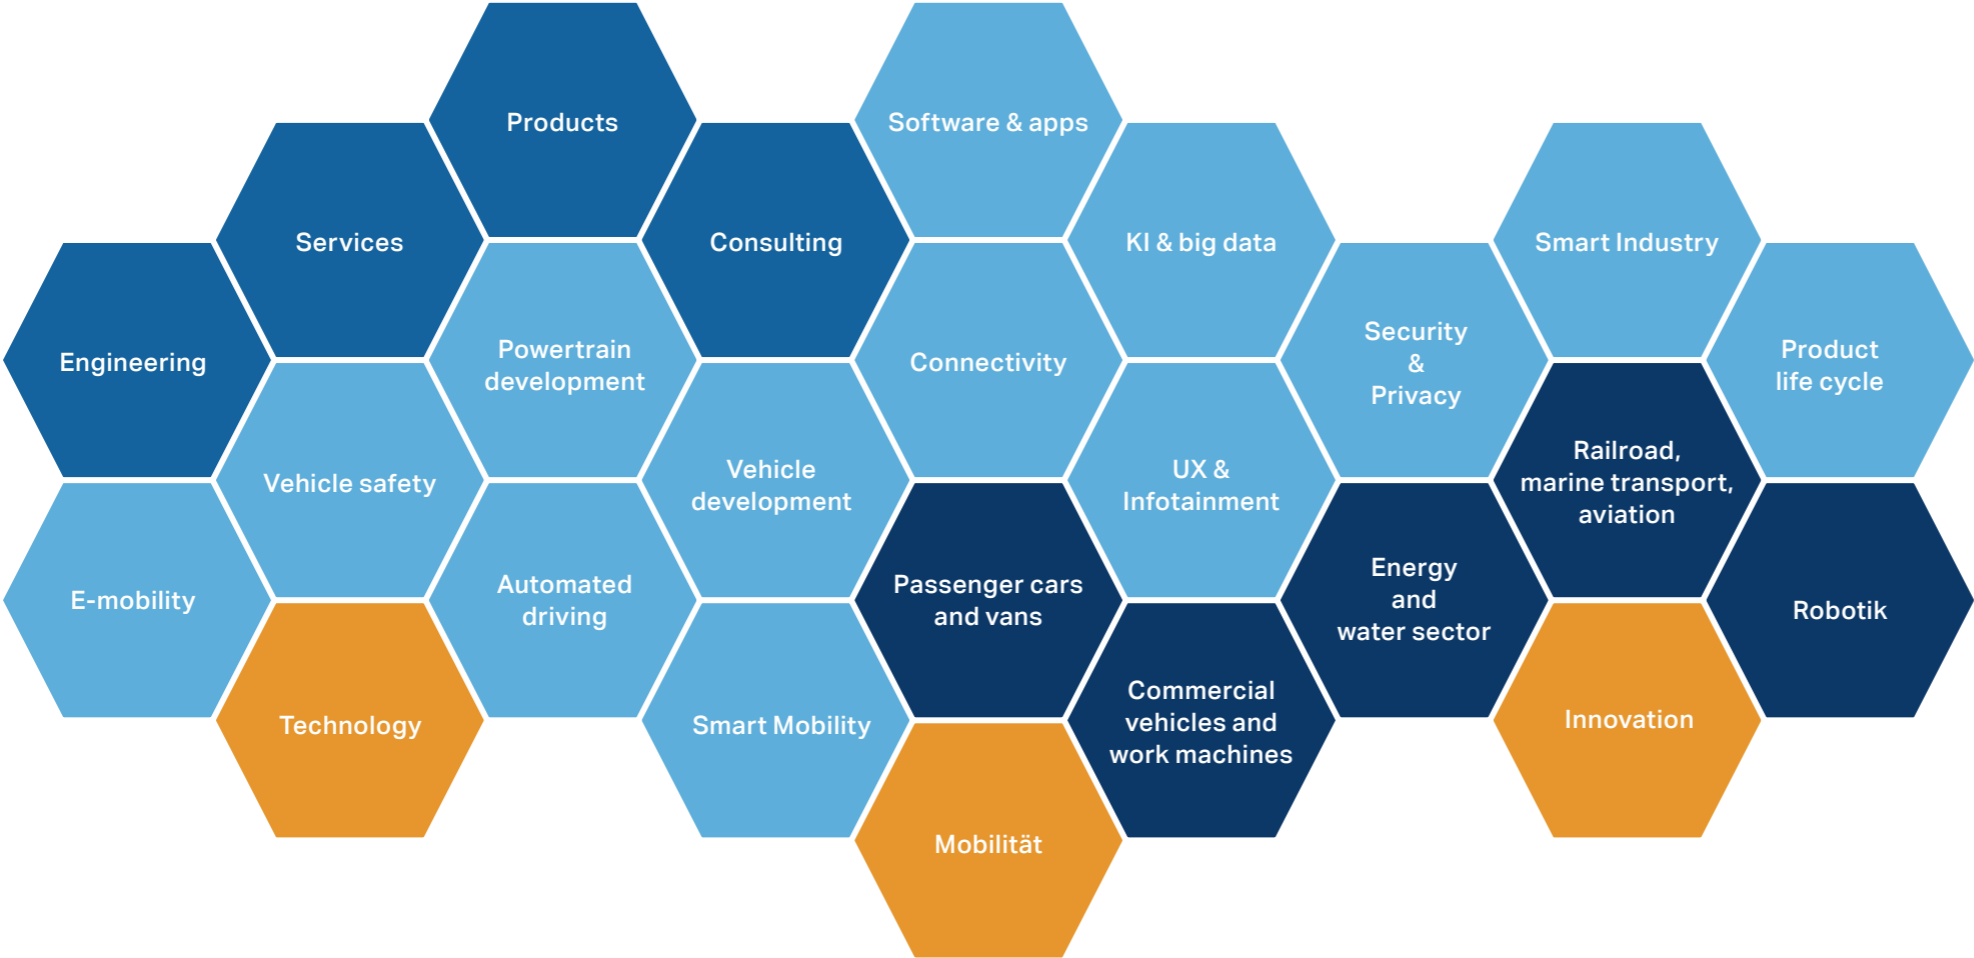 Products
Software & apps
Services
Consulting
KI & big data
Smart Industry
Engineering
Powertrain
development
Connectivity
Security
&
Privacy
Product
life cycle
Vehicle safety
Vehicle
development
UX &
Infotainment
Railroad,
marine transport,
aviation
E-mobility
Automated
driving
Passenger cars
and vans
Energy
and
water sector
Robotik
Technology
Smart Mobility
Commercial
vehicles and
work machines
Innovation
Mobilität